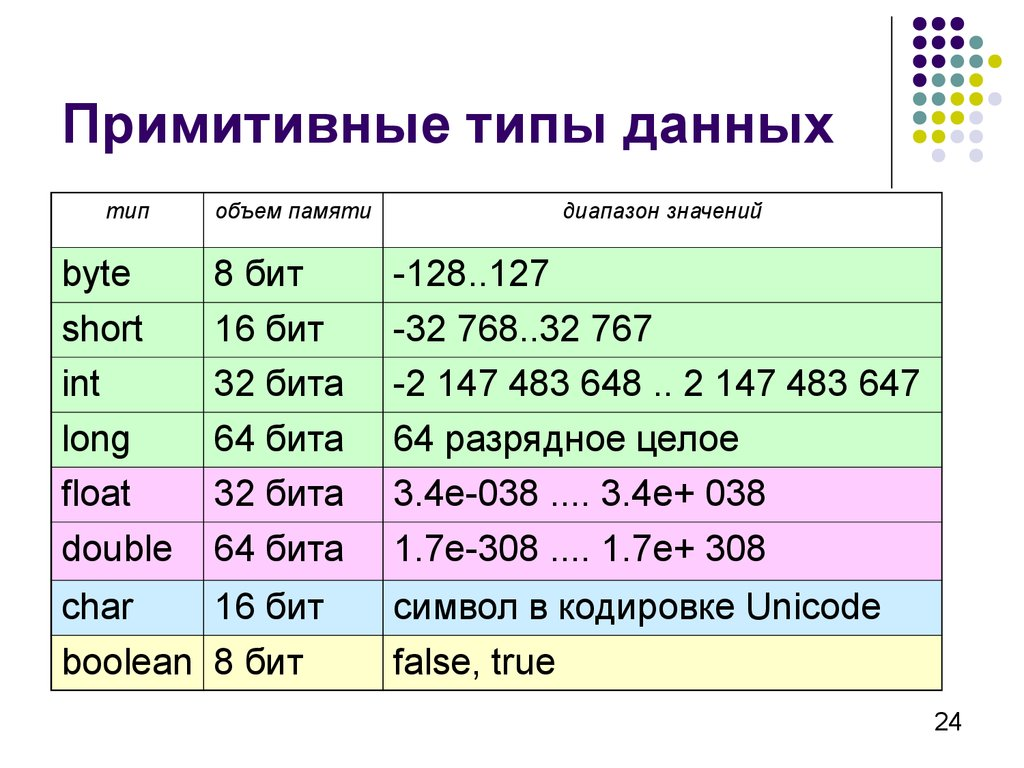 Примитивные типы данных
тип объем памяти диапазон значений
byte 8 бит -128..127
short 16 бит -32 768..32 767
int 32 бита -2 147 483 648 .. 2 147 483 647
long 64 бита 64 разрядное целое
float 32 бита 3.4e-038 .... 3.4e+ 038
double 64 бита 1.7e-308 .... 1.7e+ 308
char 16 бит символ в кодировке Unicode
boolean 8 бит false, true
24